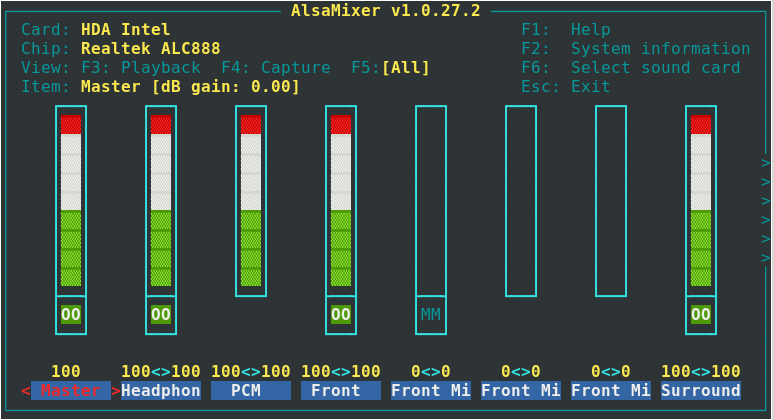 AlsaMixer v1.0.27.2
Card: HDA Intel F1: Help
Chip: Realtek ALC888 F2: System information
View: F3: Playback F4: Capture F5:[All] F6: Select sound card
Item: Master [dB gain: 0.00] Esc: Exit
>
>
>
>
>
>
OO OO OO MM OO
100 100<>100 100<>100 100<>100 0<>0 0<>0 0<>0 100<>100
< Master >Headphon PCM Front Front Mi Front Mi Front Mi Surround